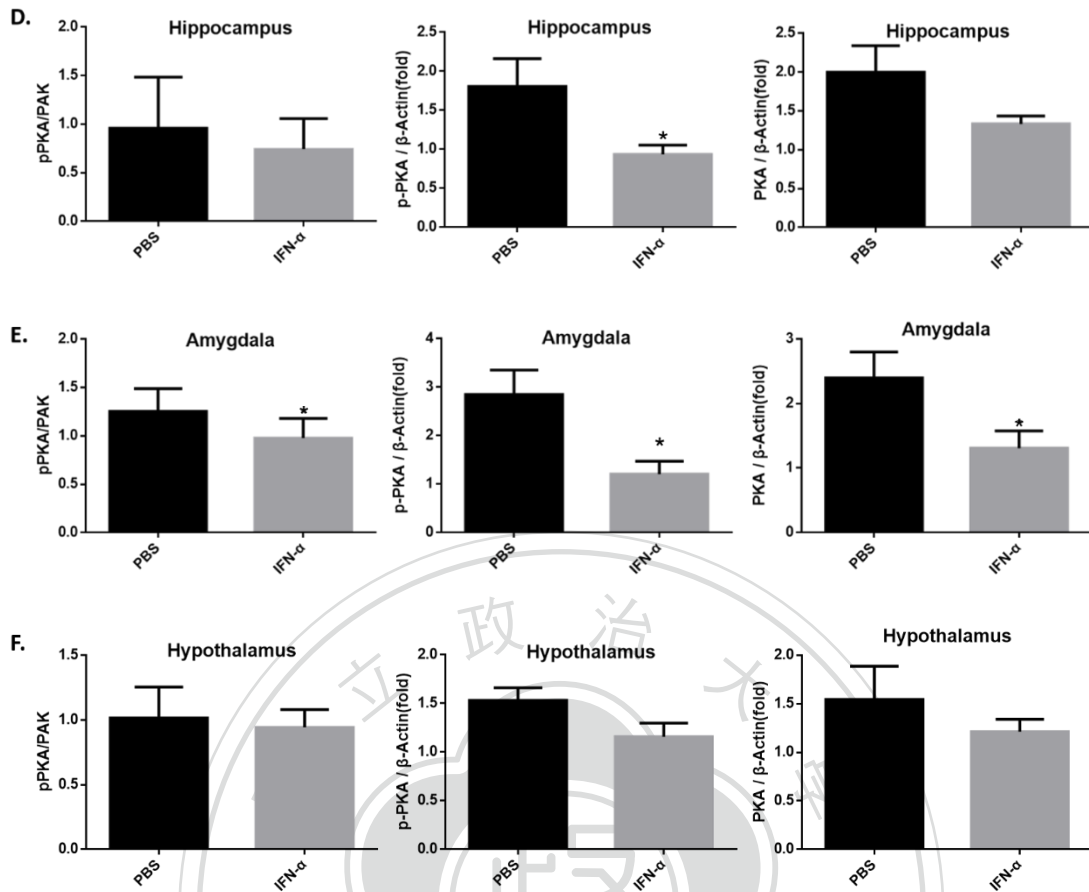 D.
Hippocampus
2.0
1.5
1.0
0.5
0.0
pPKA/PAK
PBS
IFN-α
Hippocampus
2.5
2.0
1.5
1.0
0.5
0.0
p-PKA / β-Actin(fold)
*
PBS
IFN-α
Hippocampus
2.5
2.0
1.5
1.0
0.5
0.0
PKA / β-Actin(fold)
PBS
IFN-α
E.
Amygdala
2.0
1.5
1.0
0.5
0.0
pPKA/PAK
*
PBS
IFN-α
Amygdala
4
3
2
1
0
p-PKA / β-Actin(fold)
*
PBS
IFN-α
Amygdala
3
2
1
0
PKA / β-Actin(fold)
*
PBS
IFN-α
F.
Hypothalamus
1.5
1.0
0.5
0.0
pPKA/PAK
PBS
IFN-α
Hypothalamus
2.0
1.5
1.0
0.5
0.0
p-PKA / β-Actin(fold)
PBS
IFN-α
Hypothalamus
2.0
1.5
1.0
0.5
0.0
PKA / β-Actin(fold)
PBS
IFN-α
立政治大